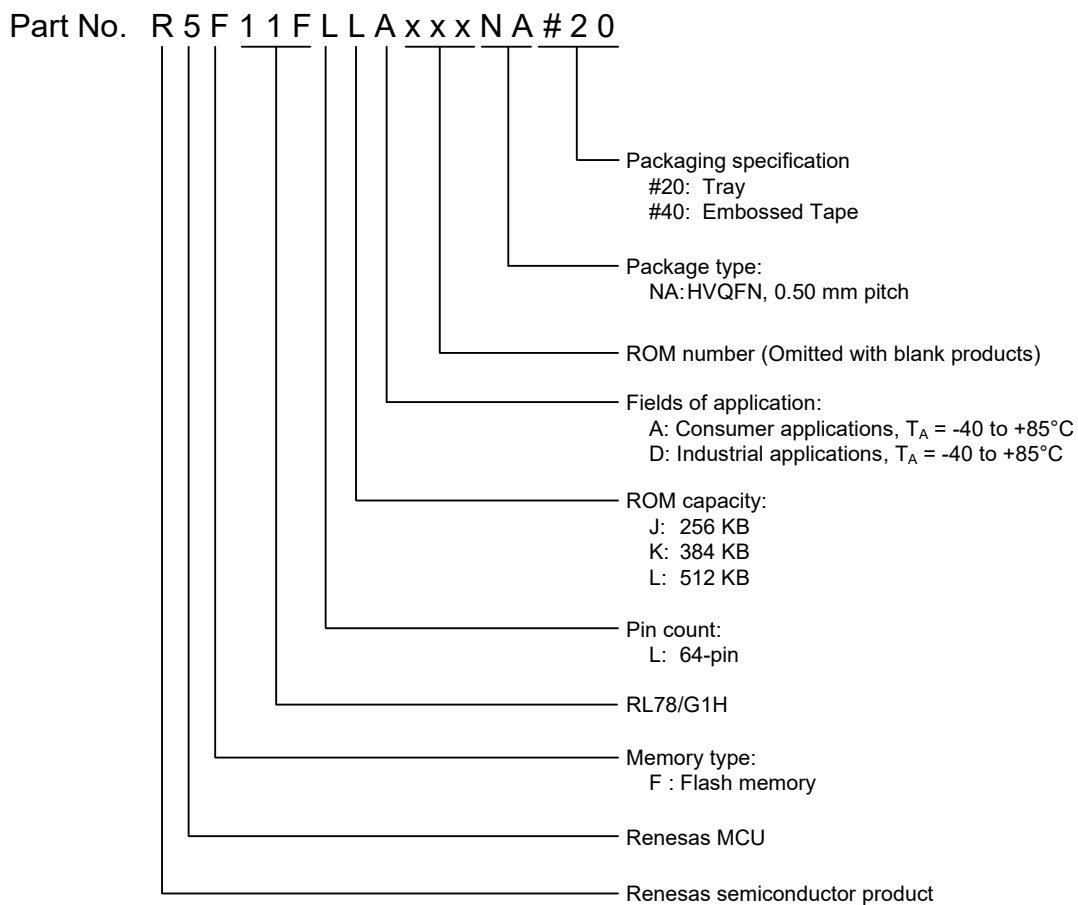 Part No. R 5 F 1 1 F L L A x x x N A # 2 0
Packaging specification
#20: Tray
#40: Embossed Tape
Package type:
NA:HVQFN, 0.50 mm pitch
ROM number (Omitted with blank products)
Fields of application:
A: Consumer applications, TA = -40 to +85°C
D: Industrial applications, TA = -40 to +85°C
ROM capacity:
J: 256 KB
K: 384 KB
L: 512 KB
Pin count:
L: 64-pin
RL78/G1H
Memory type:
F : Flash memory
Renesas MCU
Renesas semiconductor product